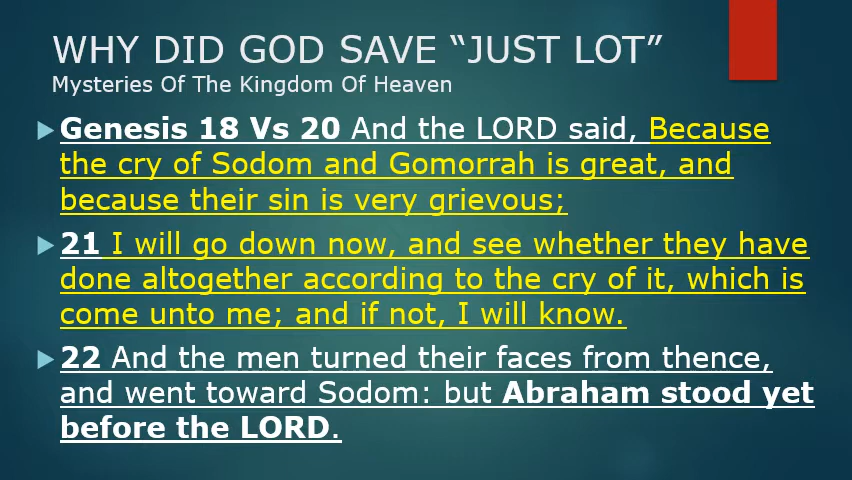 WHY DID GOD SAVE “JUST LOT”
Mysteries Of The Kingdom Of Heaven
Genesis 18 Vs 20 And the LORD said, Because
the cry of Sodom and Gomorrah is great, and
because their sin is very grievous;
21 I will go down now, and see whether they have
done altogether according to the cry of it, which is
come unto me; and if not, I will know.
22 And the men turned their faces from thence,
and went toward Sodom: but Abraham stood yet
before the LORD.